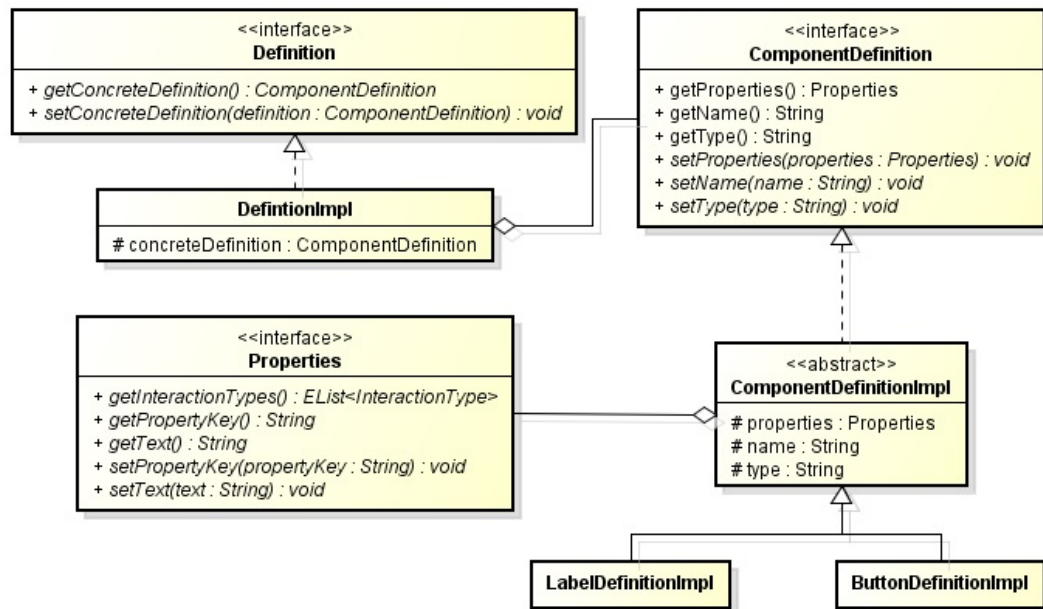 <<interface>>
Definition
+ getConcreteDefinition() : ComponentDefinition
+ setConcreteDefinition(definition : ComponentDefinition) : void
<<interface>>
ComponentDefinition
+ getProperties() : Properties
+ getName() : String
+ getType() : String
+ setProperties(properties : Properties) : void
+ setName(name : String) : void
+ setType(type : String) : void
DefintionImpl
# concreteDefinition : ComponentDefinition
<<interface>>
Properties
+ getInteractionTypes() : EList<InteractionType>
+ getPropertyKey() : String
+ getText() : String
+ setPropertyKey(propertyKey : String) : void
+ setText(text : String) : void
<<abstract>>
ComponentDefinitionImpl
# properties : Properties
# name : String
# type : String
LabelDefinitionImpl
ButtonDefinitionImpl